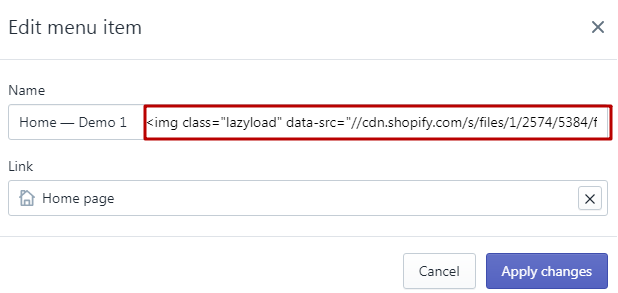 Edit menu item
Name
Home — Demo 1 <img class="lazyload" data-src="//cdn.shopify.com/s/files/1/2574/5384/f
Link
Home page
Cancel Apply changes